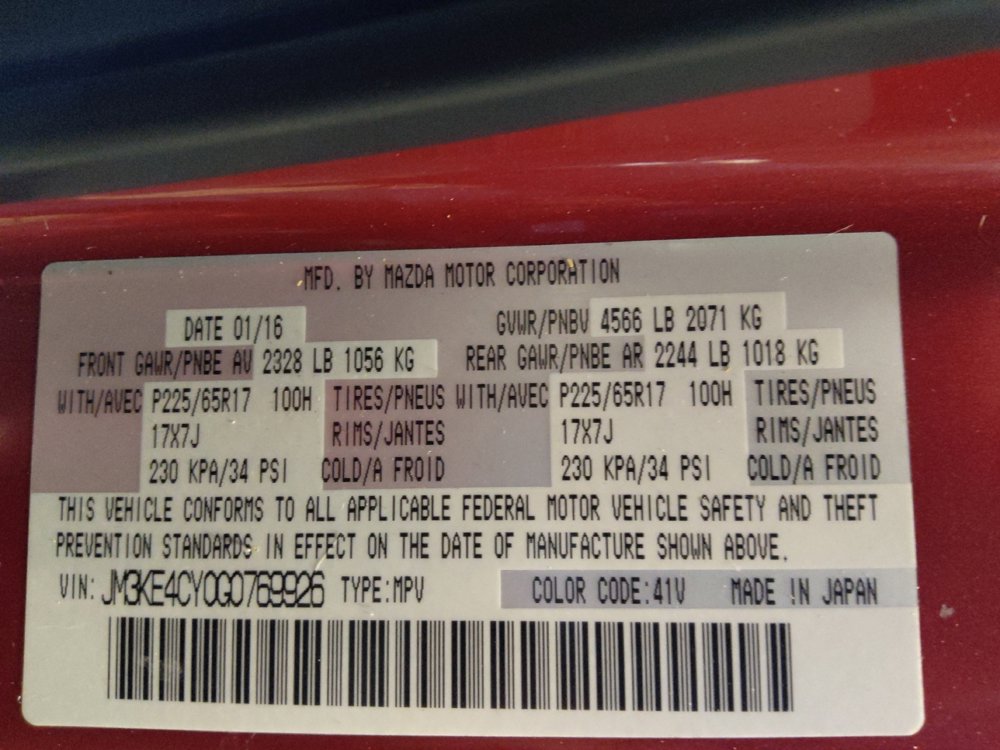 MFD. BY MAZDA MOTOR CORPORATION
DATE 01/16 GVWR/PNBV 4566 LB 2071 KG
FRONT GAWR/PNBE AV 2328 LB 1056 KG REAR GAWR/PNBE AR 2244 LB 1018 KG
WITH/AVEC P225/65R17 100H TIRES/PNEUS WITH/AVEC P225/65R17 100H TIRES/PNEUS
17X7J RIMS/JANTES 17X7J RIMS/JANTES
230 KPA/34 PSI COLD/A FROID 230 KPA/34 PSI COLD/A FROID
THIS VEHICLE CONFORMS TO ALL APPLICABLE FEDERAL MOTOR VEHICLE SAFETY AND THEFT
PREVENTION STANDARDS IN EFFECT ON THE DATE OF MANUFACTURE SHOWN ABOVE.
VIN: JM3KE4CY0G0769926 TYPE:MPV COLOR CODE:41V MADE IN JAPAN